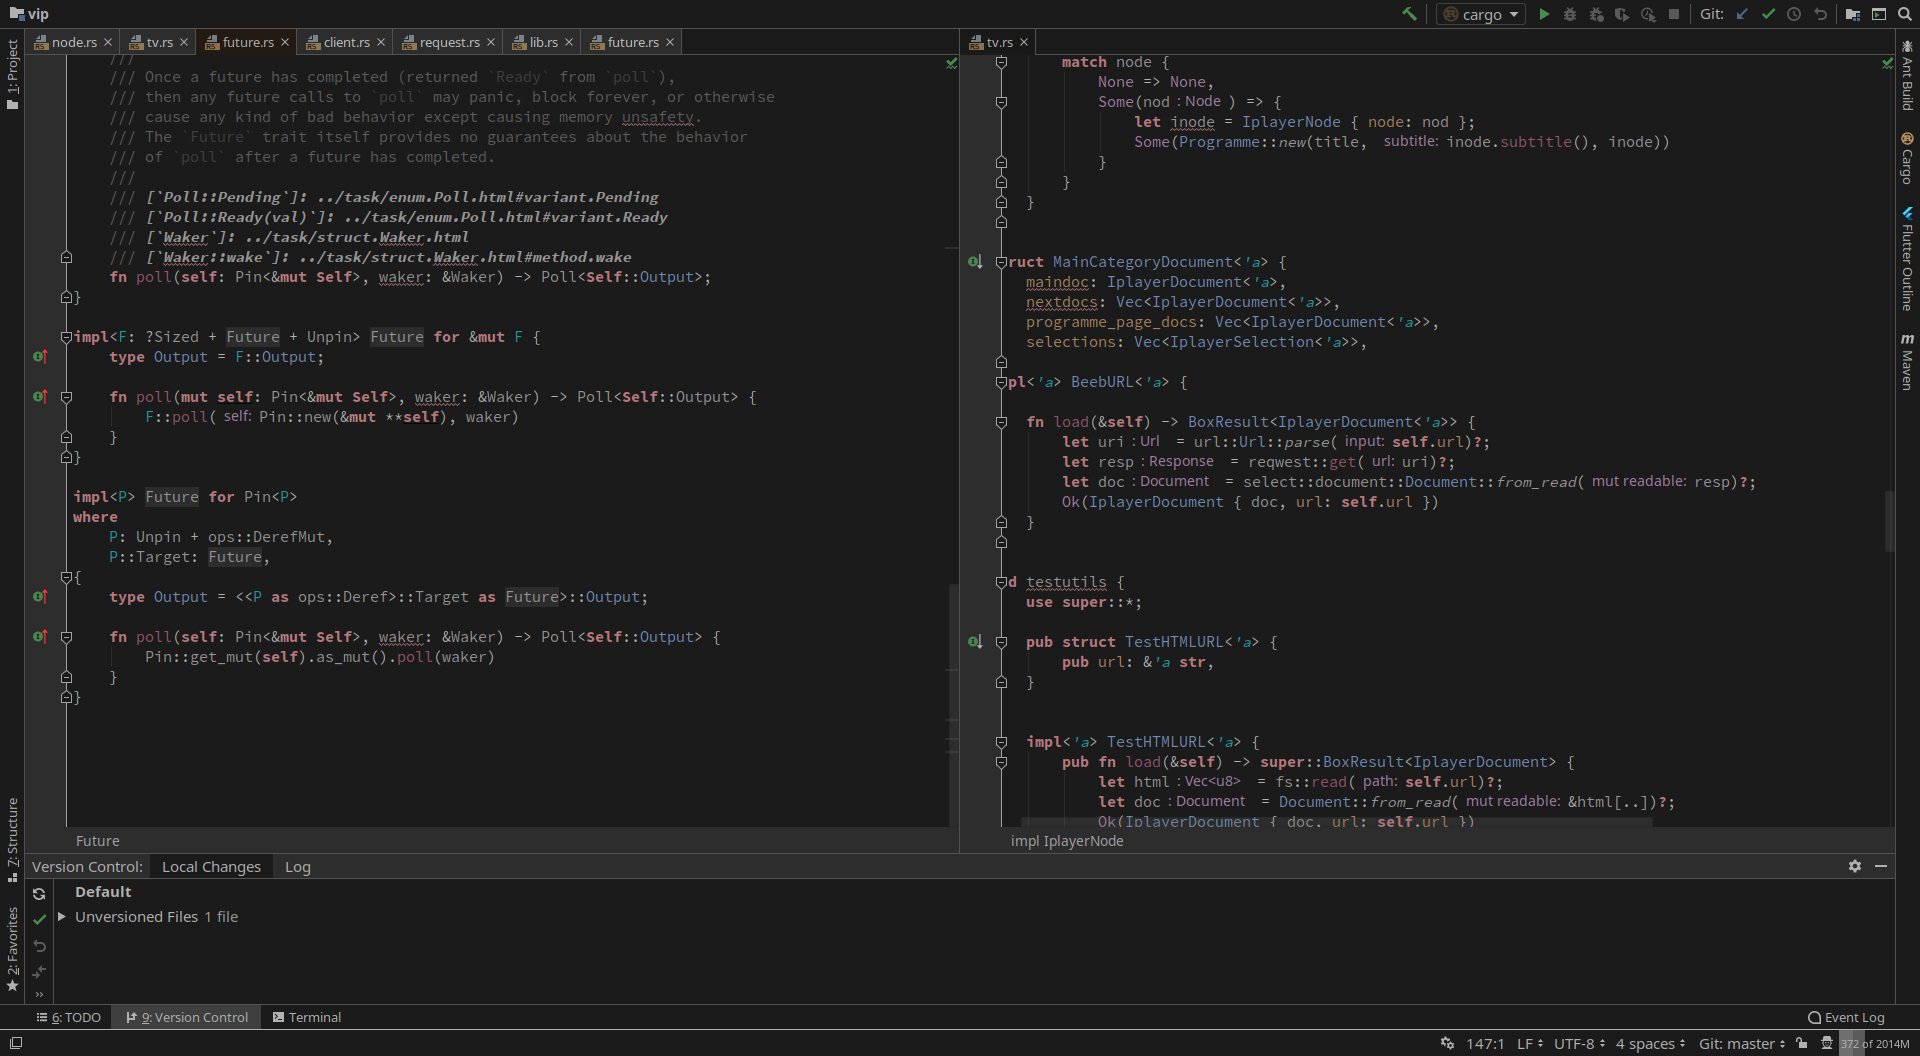 vip
cargo
Git:
node.rs
tv.rs
future.rs
client.rs
request.rs
lib.rs
future.rs
tv.rs
1: Project
///
/// Once a future has completed (returned `Ready` from `poll`),
/// then any future calls to `poll` may panic, block forever, or otherwise
/// cause any kind of bad behavior except causing memory unsafety.
/// The `Future` trait itself provides no guarantees about the behavior
/// of `poll` after a future has completed.
///
/// [`Poll::Pending`]: ../task/enum.Poll.html#variant.Pending
/// [`Poll::Ready(val)`]: ../task/enum.Poll.html#variant.Ready
/// [`Waker`]: ../task/struct.Waker.html
/// [`Waker::wake`]: ../task/struct.Waker.html#method.wake
fn poll(self: Pin<&mut Self>, waker: &Waker) -> Poll<Self::Output>;
}
impl<F: ?Sized + Future + Unpin> Future for &mut F {
type Output = F::Output;
fn poll(mut self: Pin<&mut Self>, waker: &Waker) -> Poll<Self::Output> {
F::poll( self: Pin::new(&mut **self), waker)
}
}
impl<P> Future for Pin<P>
where
P: Unpin + ops::DerefMut,
P::Target: Future,
{
type Output = <<P as ops::Deref>::Target as Future>::Output;
fn poll(self: Pin<&mut Self>, waker: &Waker) -> Poll<Self::Output> {
Pin::get_mut(self).as_mut().poll(waker)
}
}
Future
match node {
None => None,
Some(nod : Node ) => {
let inode = IplayerNode { node: nod };
Some(Programme::new(title, subtitle: inode.subtitle(), inode))
}
}
}
ruct MainCategoryDocument<'a> {
maindoc: IplayerDocument<'a>,
nextdocs: Vec<IplayerDocument<'a>>,
programme_page_docs: Vec<IplayerDocument<'a>>,
selections: Vec<IplayerSelection<'a>>,
pl<'a> BeebURL<'a> {
fn load(&self) -> BoxResult<IplayerDocument<'a>> {
let uri : Url = url::Url::parse( input: self.url)?;
let resp : Response = reqwest::get( url: uri)?;
let doc : Document = select::document::Document::from_read( mut readable: resp)?;
Ok(IplayerDocument { doc, url: self.url })
}
d testutils {
use super::*;
pub struct TestHTMLURL<'a> {
pub url: &'a str,
}
impl<'a> TestHTMLURL<'a> {
pub fn load(&self) -> super::BoxResult<IplayerDocument> {
let html : Vec<u8> = fs::read( path: self.url)?;
let doc : Document = Document::from_read( mut readable: &html[..])?;
Ok(IplayerDocument { doc, url: self.url })
impl IplayerNode
Ant Build
Cargo
Flutter Outline
Maven
7: Structure
2: Favorites
Version Control:
Local Changes
Log
Default
Unversioned Files 1 file
6: TODO
9: Version Control
Terminal
Event Log
147:1
LF
UTF-8
4 spaces
Git: master
372 of 2014M